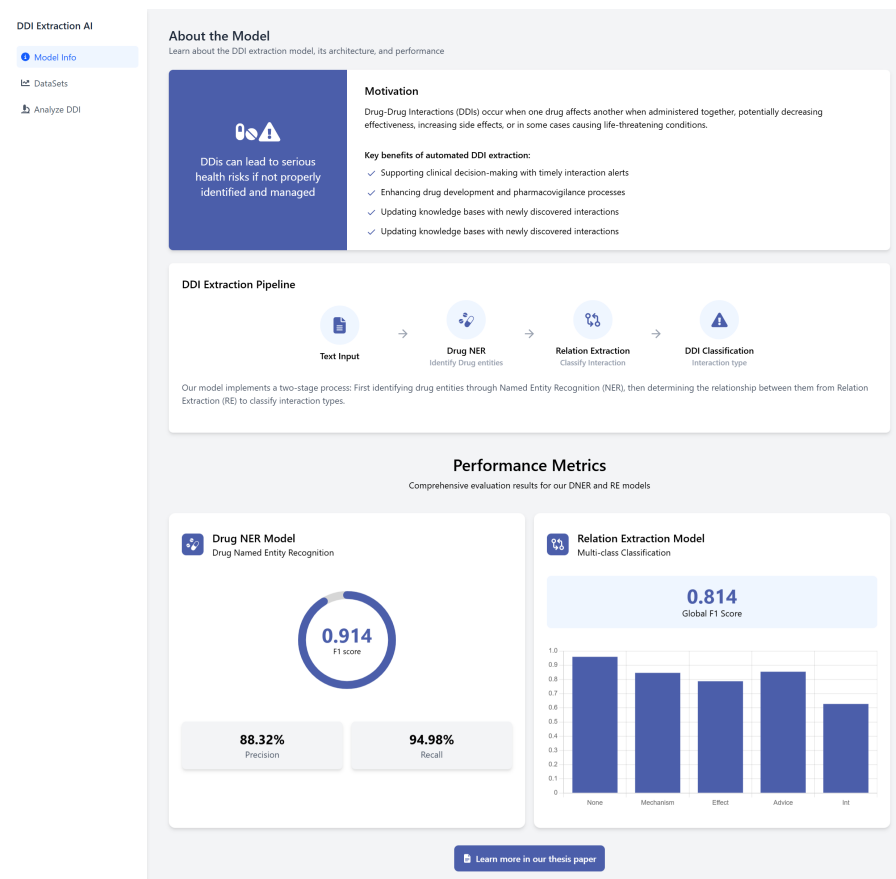 DDI Extraction AI
Model Info
DataSets
Analyze DDI
About the Model
Learn about the DDI extraction model, its architecture, and performance
DDis can lead to serious
health risks if not properly
identified and managed
Motivation
Drug-Drug Interactions (DDIs) occur when one drug affects another when administered together, potentially decreasing
effectiveness, increasing side effects, or in some cases causing life-threatening conditions.
Key benefits of automated DDI extraction:
Supporting clinical decision-making with timely interaction alerts
Enhancing drug development and pharmacovigilance processes
Updating knowledge bases with newly discovered interactions
Updating knowledge bases with newly discovered interactions
DDI Extraction Pipeline
Text Input
Drug NER
Identify Drug entities
Relation Extraction
Classify Interaction
DDI Classification
Interaction type
Our model implements a two-stage process: First identifying drug entities through Named Entity Recognition (NER), then determining the relationship between them from Relation
Extraction (RE) to classify interaction types.
Performance Metrics
Comprehensive evaluation results for our DNER and RE models
Drug NER Model
Drug Named Entity Recognition
0.914
F1 score
88.32%
Precision
94.98%
Recall
Relation Extraction Model
Multi-class Classification
0.814
Global F1 Score
1.0
0.9
0.8
0.7
0.6
0.5
0.4
0.3
0.2
0.1
0
None Mechanism Effect Advice Int
Learn more in our thesis paper